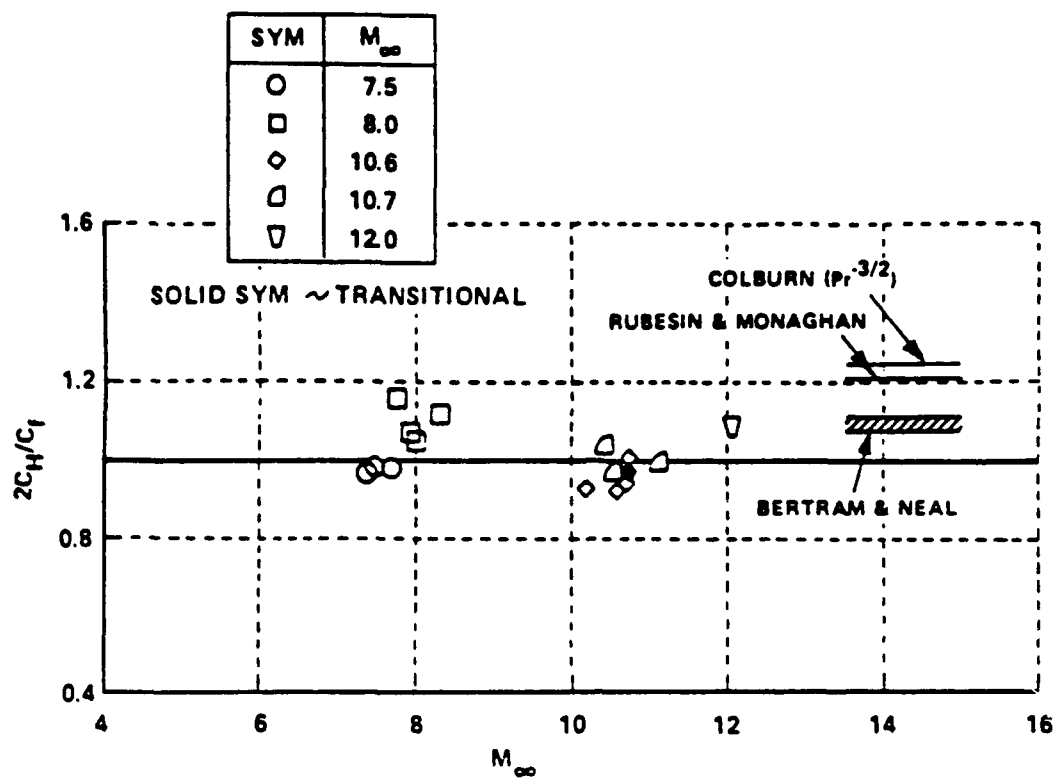 SYM M∞
7.5
8.0
10.6
10.7
12.0
SOLID SYM ~ TRANSITIONAL
COLBURN (Pr^-3/2)
RUBESIN & MONAGHAN
BERTRAM & NEAL
2C_H/C_f
1.6
1.2
0.8
0.4
4 6 8 10 12 14 16
M∞